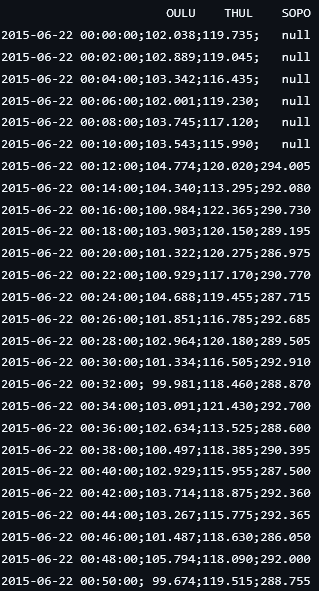 OULU THUL SOPO
2015-06-22 00:00:00;102.038;119.735; null
2015-06-22 00:02:00;102.889;119.045; null
2015-06-22 00:04:00;103.342;116.435; null
2015-06-22 00:06:00;102.001;119.230; null
2015-06-22 00:08:00;103.745;117.120; null
2015-06-22 00:10:00;103.543;115.990; null
2015-06-22 00:12:00;104.774;120.020;294.005
2015-06-22 00:14:00;104.340;113.295;292.080
2015-06-22 00:16:00;100.984;122.365;290.730
2015-06-22 00:18:00;103.903;120.150;289.195
2015-06-22 00:20:00;101.322;120.275;286.975
2015-06-22 00:22:00;100.929;117.170;290.770
2015-06-22 00:24:00;104.688;119.455;287.715
2015-06-22 00:26:00;101.851;116.785;292.685
2015-06-22 00:28:00;102.964;120.180;289.505
2015-06-22 00:30:00;101.334;116.505;292.910
2015-06-22 00:32:00; 99.981;118.460;288.870
2015-06-22 00:34:00;103.091;121.430;292.700
2015-06-22 00:36:00;102.634;113.525;288.600
2015-06-22 00:38:00;100.497;118.385;290.395
2015-06-22 00:40:00;102.929;115.955;287.500
2015-06-22 00:42:00;103.714;118.875;292.360
2015-06-22 00:44:00;103.267;115.775;292.365
2015-06-22 00:46:00;101.487;118.630;286.050
2015-06-22 00:48:00;105.794;118.090;292.000
2015-06-22 00:50:00; 99.674;119.515;288.755